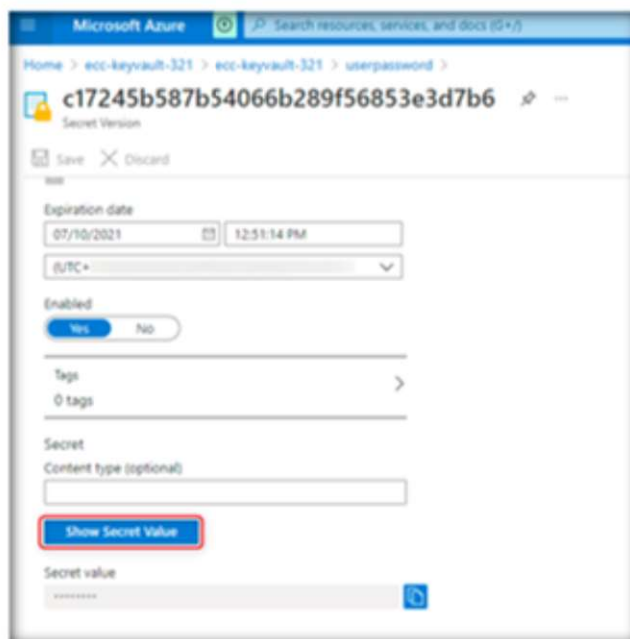 Microsoft Azure
Search resources, services, and docs (G+/)
Home > ecc-keyvault-321 > ecc-keyvault-321 > userpassword >
c17245b587b54066b289f56853e3d7b6
Secret Version
Save Discard
Expiration date
07/10/2021 12:51:14 PM
(UTC+
Enabled
Yes No
Tags
0 tags
Secret
Content type (optional)
Show Secret Value
Secret value
••••••••